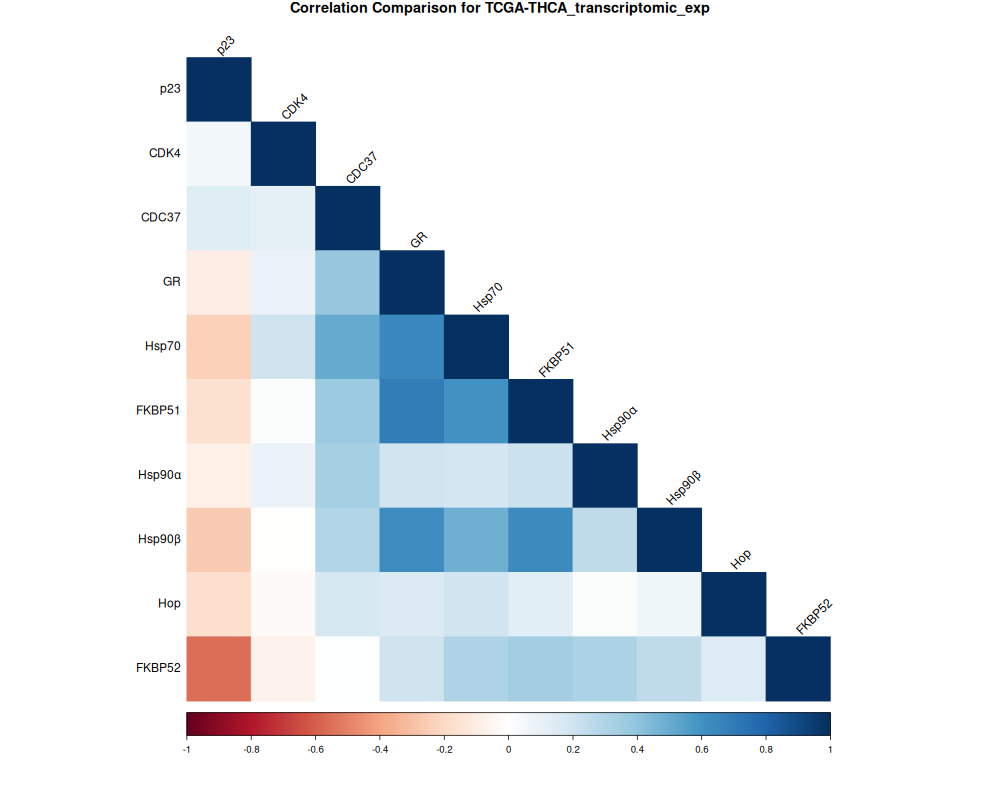 Correlation Comparison for TCGA-THCA_transcriptomic_exp
p23
CDK4
CDC37
GR
Hsp70
FKBP51
Hsp90α
Hsp90β
Hop
FKBP52
p23
CDK4
CDC37
GR
Hsp70
FKBP51
Hsp90α
Hsp90β
Hop
FKBP52
-1 -0.8 -0.6 -0.4 -0.2 0 0.2 0.4 0.6 0.8 1